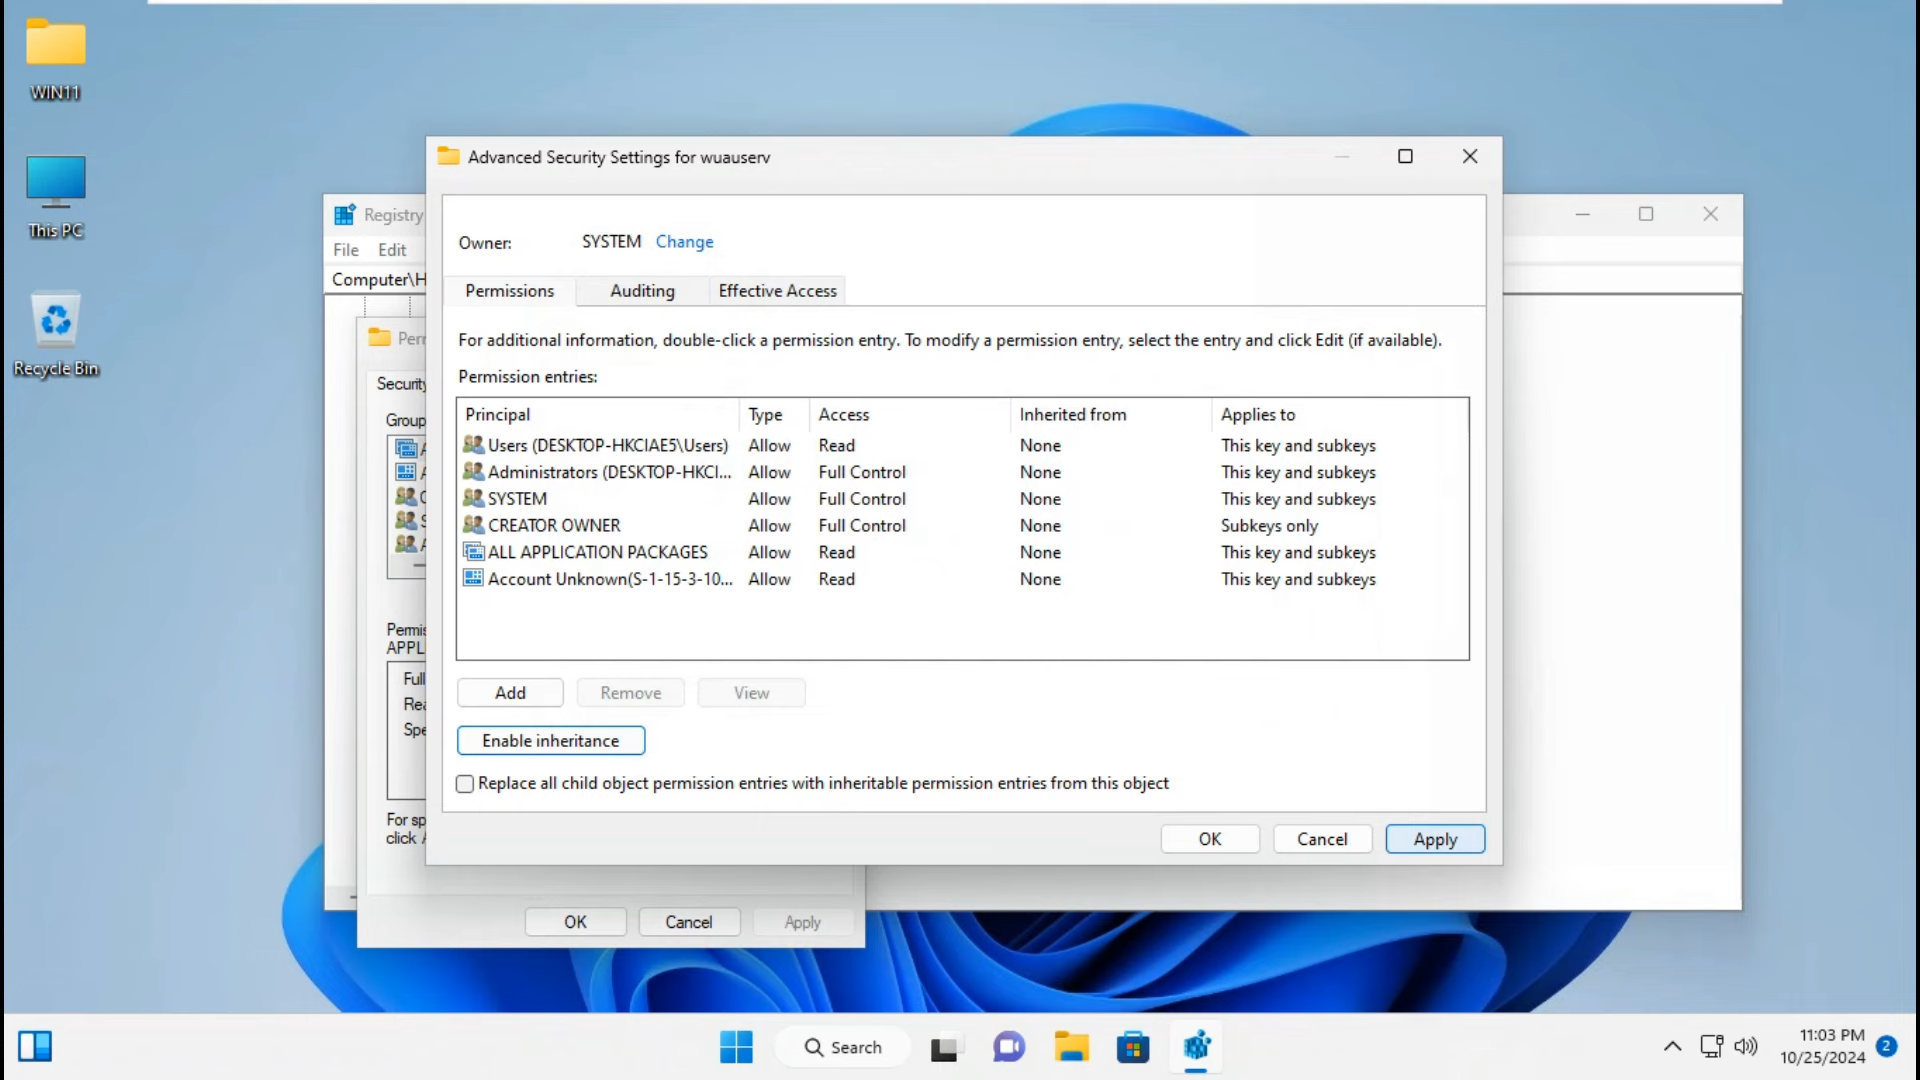 WIN11
This PC
Recycle Bin
Registry
File Edit
Computer\H
Perm
Security
Group
Permis
APPL
Full
Rea
Spe
For sp
click
OK Cancel Apply
Advanced Security Settings for wuauserv
Owner: SYSTEM Change
Permissions Auditing Effective Access
For additional information, double-click a permission entry. To modify a permission entry, select the entry and click Edit (if available).
Permission entries:
Principal Type Access Inherited from Applies to
Users (DESKTOP-HKCIAE5\Users) Allow Read None This key and subkeys
Administrators (DESKTOP-HKCI... Allow Full Control None This key and subkeys
SYSTEM Allow Full Control None This key and subkeys
CREATOR OWNER Allow Full Control None Subkeys only
ALL APPLICATION PACKAGES Allow Read None This key and subkeys
Account Unknown(S-1-15-3-10... Allow Read None This key and subkeys
Add Remove View
Enable inheritance
Replace all child object permission entries with inheritable permission entries from this object
OK Cancel Apply
Search
11:03 PM
10/25/2024
2